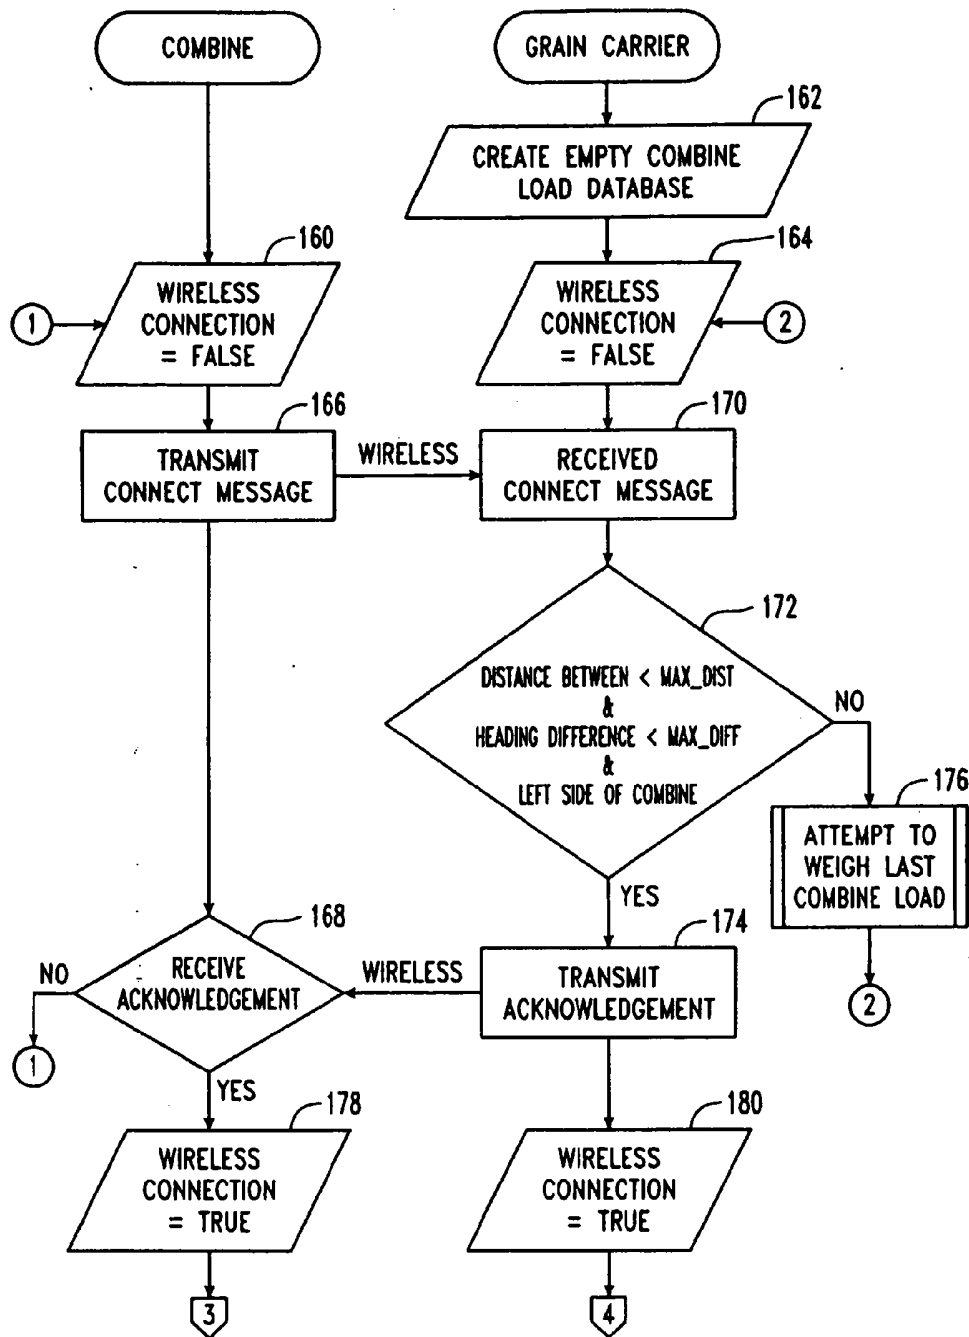 COMBINE
GRAIN CARRIER
162
CREATE EMPTY COMBINE
LOAD DATABASE
160
WIRELESS
CONNECTION
= FALSE
1
164
WIRELESS
CONNECTION
= FALSE
2
166
TRANSMIT
CONNECT MESSAGE
WIRELESS
170
RECEIVED
CONNECT MESSAGE
172
DISTANCE BETWEEN < MAX_DIST
&
HEADING DIFFERENCE < MAX_DIFF
&
LEFT SIDE OF COMBINE
NO
176
ATTEMPT TO
WEIGH LAST
COMBINE LOAD
2
YES
168
RECEIVE
ACKNOWLEDGEMENT
NO
1
WIRELESS
174
TRANSMIT
ACKNOWLEDGEMENT
YES
178
WIRELESS
CONNECTION
= TRUE
3
180
WIRELESS
CONNECTION
= TRUE
4